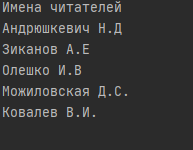 Имена читателей
Андрюшкевич Н.Д
Зиканов А.Е
Олешко И.В
Можиловская Д.С.
Ковалев В.И.